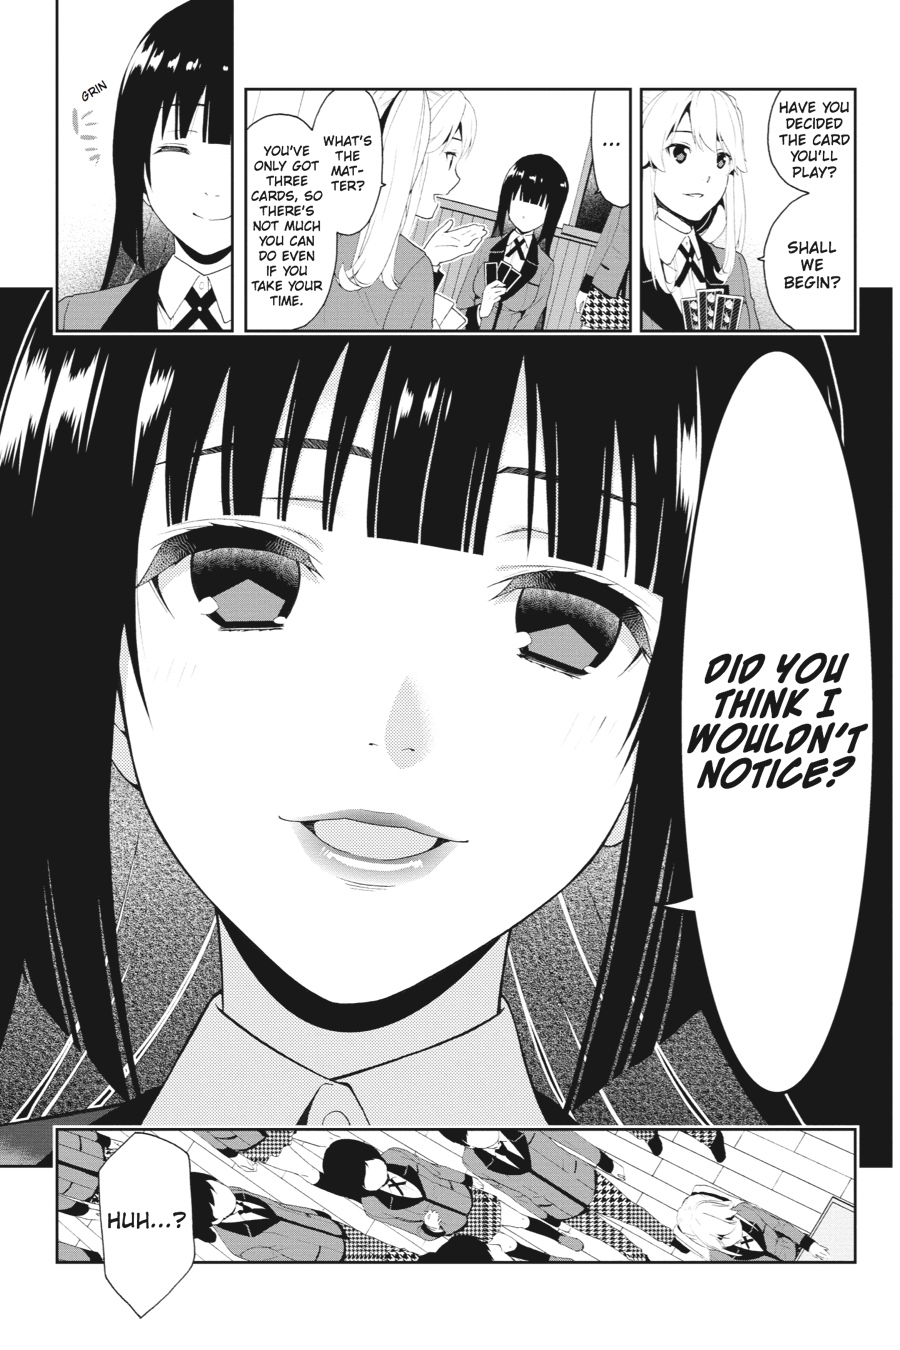 HAVE YOU
DECIDED
THE CARD
YOU'LL
PLAY?
SHALL
WE
BEGIN?
...
WHAT'S
THE
MAT-
TER?
YOU'VE
ONLY GOT
THREE
CARDS, SO
THERE'S
NOT MUCH
YOU CAN
DO EVEN
IF YOU
TAKE YOUR
TIME.
GRIN
DID YOU
THINK I
WOULDN'T
NOTICE?
HUH...?